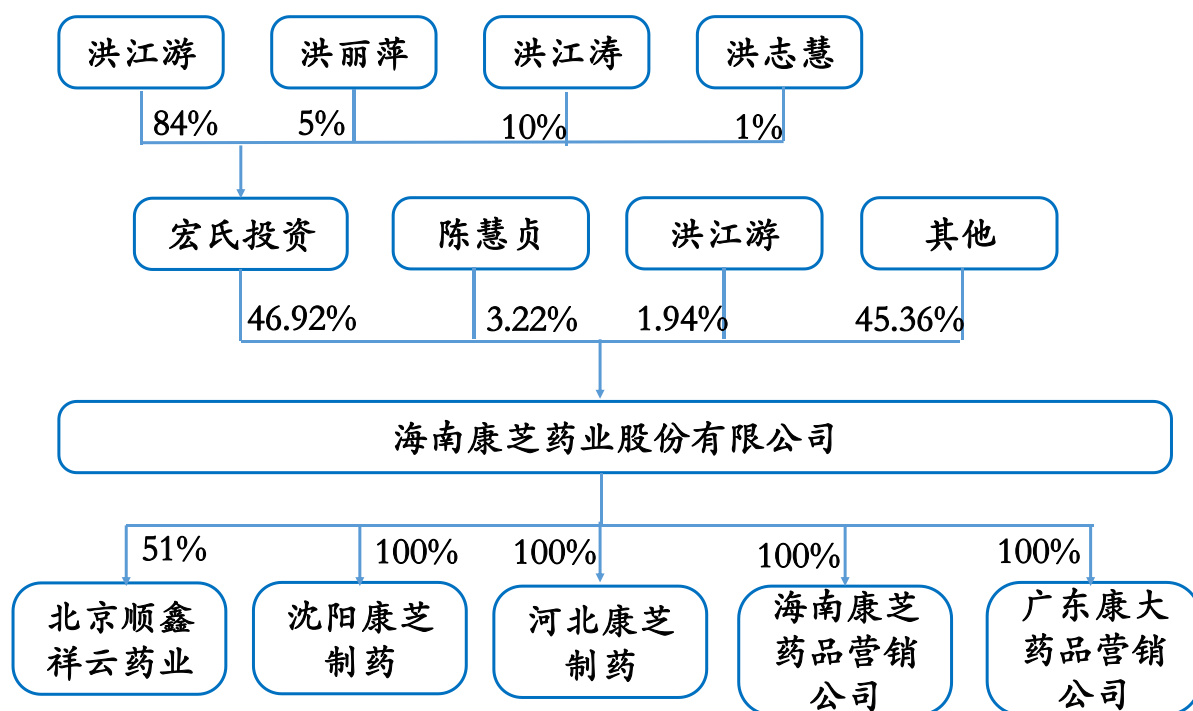 洪江游
洪丽萍
洪江涛
洪志慧
84%
5%
10%
1%
宏氏投资
陈慧贞
洪江游
其他
46.92%
3.22%
1.94%
45.36%
海南康芝药业股份有限公司
51%
100%
100%
100%
100%
北京顺鑫
祥云药业
沈阳康芝
制药
河北康芝
制药
海南康芝
药品营销
公司
广东康大
药品营销
公司